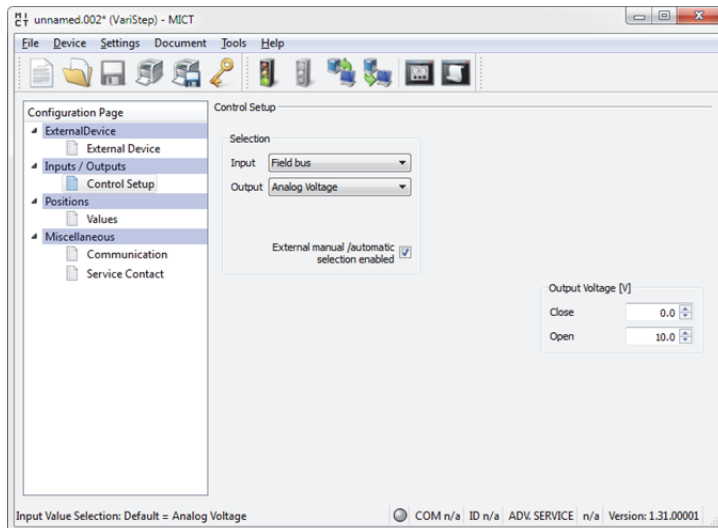 MICT unnamed.002* (VariStep) - MICT
File Device Settings Document Tools Help
Configuration Page
ExternalDevice
External Device
Inputs / Outputs
Control Setup
Positions
Values
Miscellaneous
Communication
Service Contact
Control Setup
Selection
Input Field bus
Output Analog Voltage
External manual /automatic
selection enabled
Output Voltage [V]
Close 0.0
Open 10.0
Input Value Selection: Default = Analog Voltage COM n/a ID n/a ADV. SERVICE n/a Version: 1.31.00001